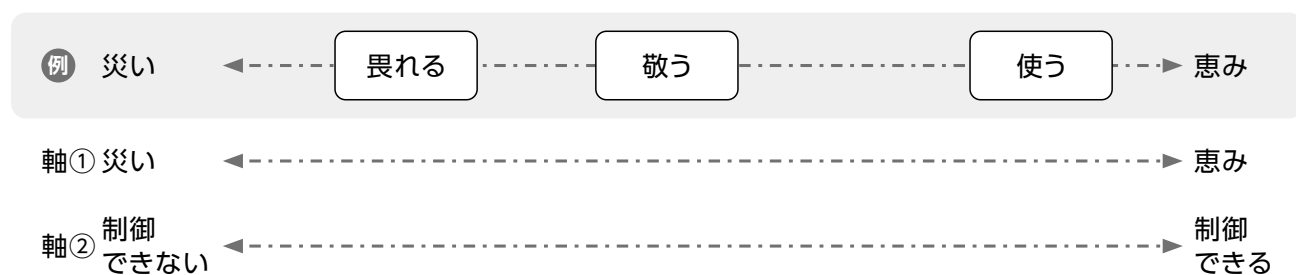 例 災い 畏れる 敬う 使う 恵み
軸① 災い 恵み
軸② 制御できない 制御できる